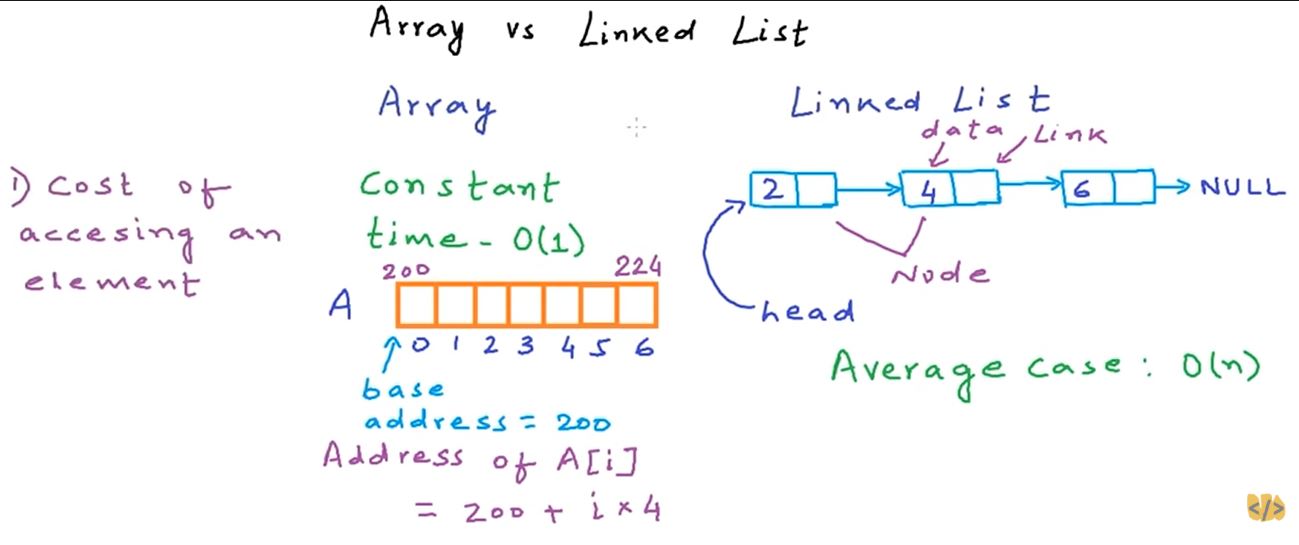 Array vs Linked List
Array
Linked List
data
Link
1) Cost of
accesing an
element
Constant
time - O(1)
200
224
A
0 1 2 3 4 5 6
base
address = 200
Address of A[i]
= 200 + i × 4
2
4
6
NULL
Node
head
Average case : O(n)
</>